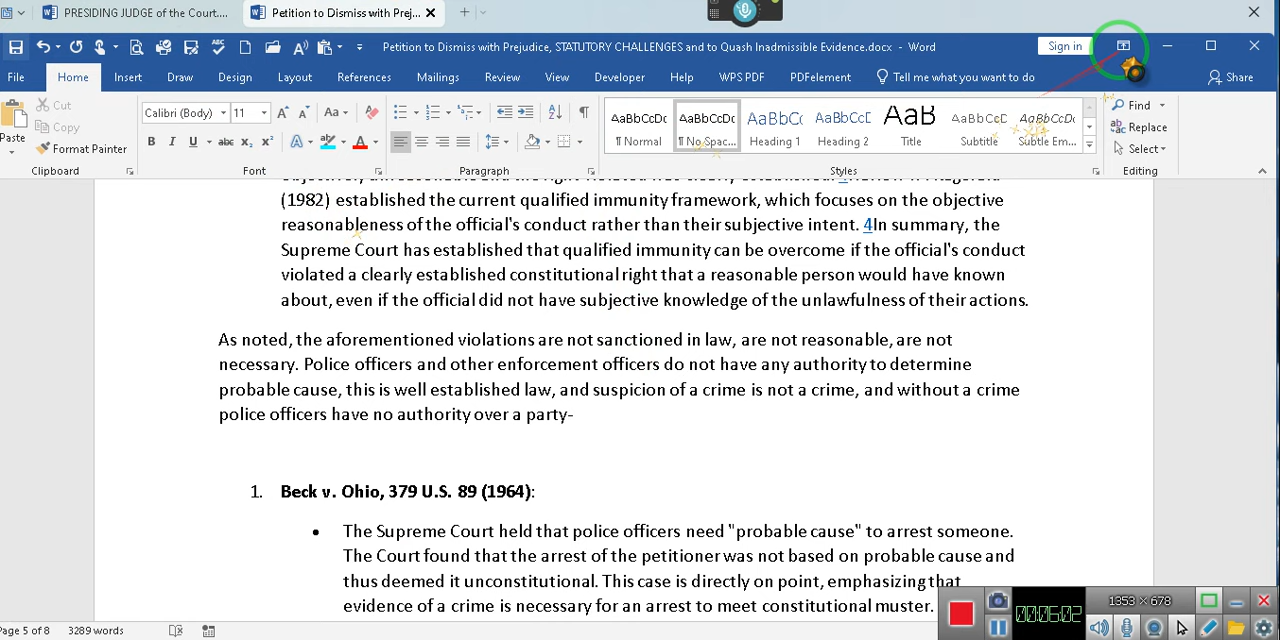 PRESIDING JUDGE of the Court....
Petition to Dismiss with Prej...
Petition to Dismiss with Prejudice, STATUTORY CHALLENGES and to Quash Inadmissible Evidence.docx - Word
Sign in
File Home Insert Draw Design Layout References Mailings Review View Developer Help WPS PDF PDFelement Tell me what you want to do Share
Paste
Cut
Copy
Format Painter
Clipboard
Calibri (Body) 11
Font
Paragraph
AaBbCcDc AaBbCcDc AaBbCc AaBbCcD AaB AaBbCcD AaBbCcDc
¶ Normal ¶ No Spac... Heading 1 Heading 2 Title Subtitle Subtle Em...
Styles
Find
Replace
Select
Editing
(1982) established the current qualified immunity framework, which focuses on the objective
reasonableness of the official's conduct rather than their subjective intent. 4In summary, the
Supreme Court has established that qualified immunity can be overcome if the official's conduct
violated a clearly established constitutional right that a reasonable person would have known
about, even if the official did not have subjective knowledge of the unlawfulness of their actions.
As noted, the aforementioned violations are not sanctioned in law, are not reasonable, are not
necessary. Police officers and other enforcement officers do not have any authority to determine
probable cause, this is well established law, and suspicion of a crime is not a crime, and without a crime
police officers have no authority over a party-
1. Beck v. Ohio, 379 U.S. 89 (1964):
• The Supreme Court held that police officers need "probable cause" to arrest someone.
The Court found that the arrest of the petitioner was not based on probable cause and
thus deemed it unconstitutional. This case is directly on point, emphasizing that
evidence of a crime is necessary for an arrest to meet constitutional muster.
1353 × 678
00:06:02
Page 5 of 8 3289 words